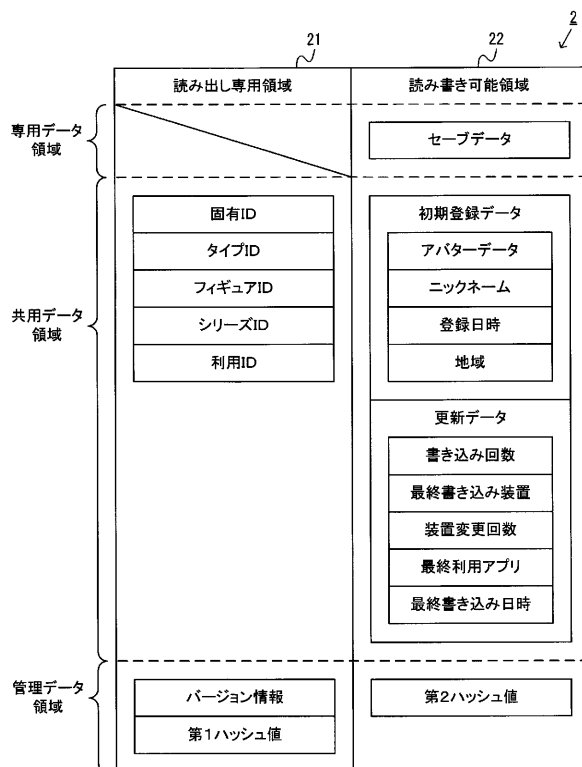 2
21
22
読み出し専用領域
読み書き可能領域
専用データ
領域
セーブデータ
共用データ
領域
固有ID
タイプID
フィギュアID
シリーズID
利用ID
初期登録データ
アバターデータ
ニックネーム
登録日時
地域
更新データ
書き込み回数
最終書き込み装置
装置変更回数
最終利用アプリ
最終書き込み日時
管理データ
領域
バージョン情報
第1ハッシュ値
第2ハッシュ値